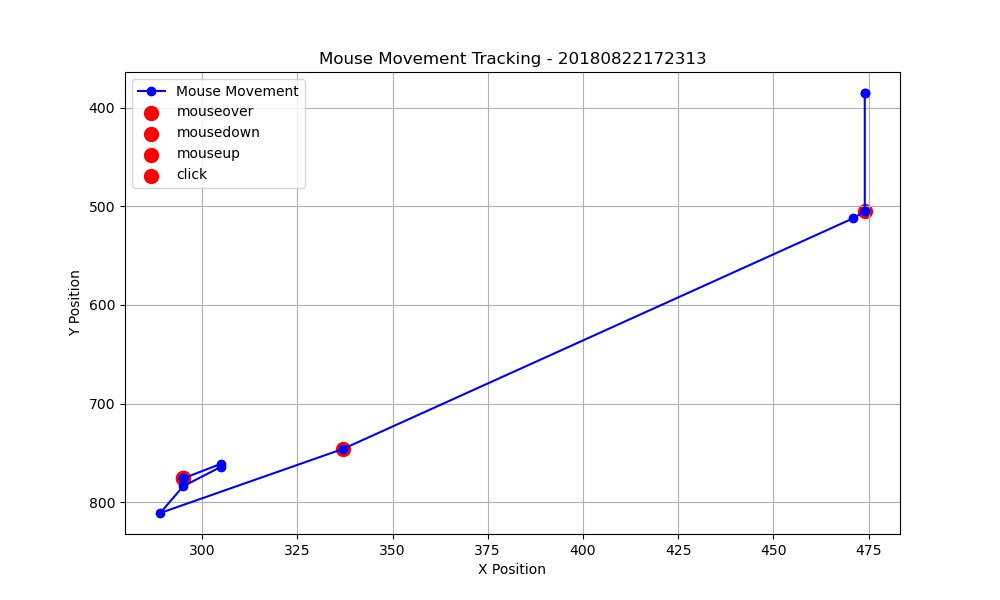 Mouse Movement Tracking - 20180822172313
Mouse Movement
mouseover
mousedown
mouseup
click
Y Position
400
500
600
700
800
300
325
350
375
400
425
450
475
X Position